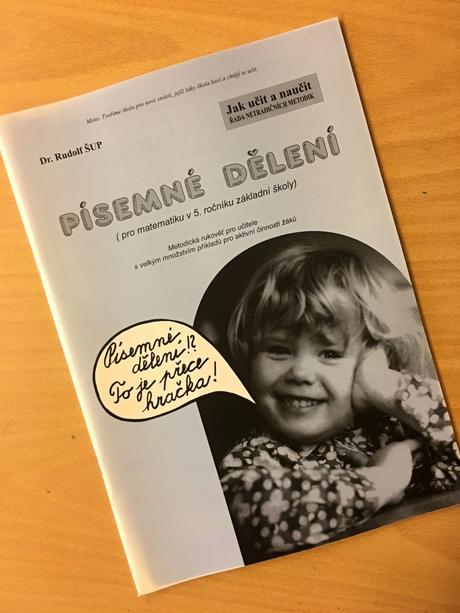 Moto: Tvoříme školu pro nové století, jejíž žáky škola baví a chtějí se učit.
Jak učit a naučit
ŘADA NETRADIČNÍCH METODIK
Dr. Rudolf ŠUP
PÍSEMNÉ DĚLENÍ
( pro matematiku v 5. ročníku základní školy)
Metodická rukověť pro učitele
s velkým množstvím příkladů pro aktivní činnosti žáků
Písemné
dělení!?
To je přece
hračka!